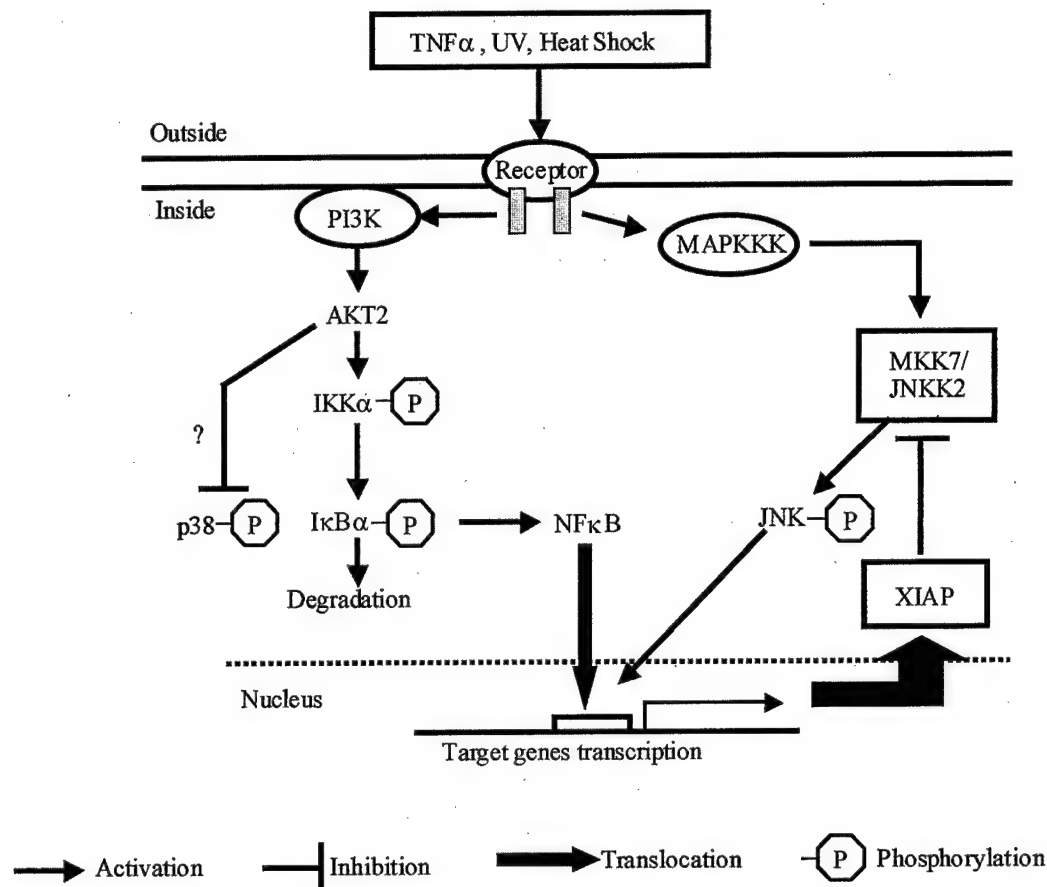 TNFα , UV, Heat Shock
Outside
Receptor
Inside
PI3K
MAPKKK
AKT2
MKK7/
JNKK2
IKKα
P
?
p38
P
IκBα
P
NFκB
JNK
P
Degradation
XIAP
Nucleus
Target genes transcription
Activation
Inhibition
Translocation
P
Phosphorylation